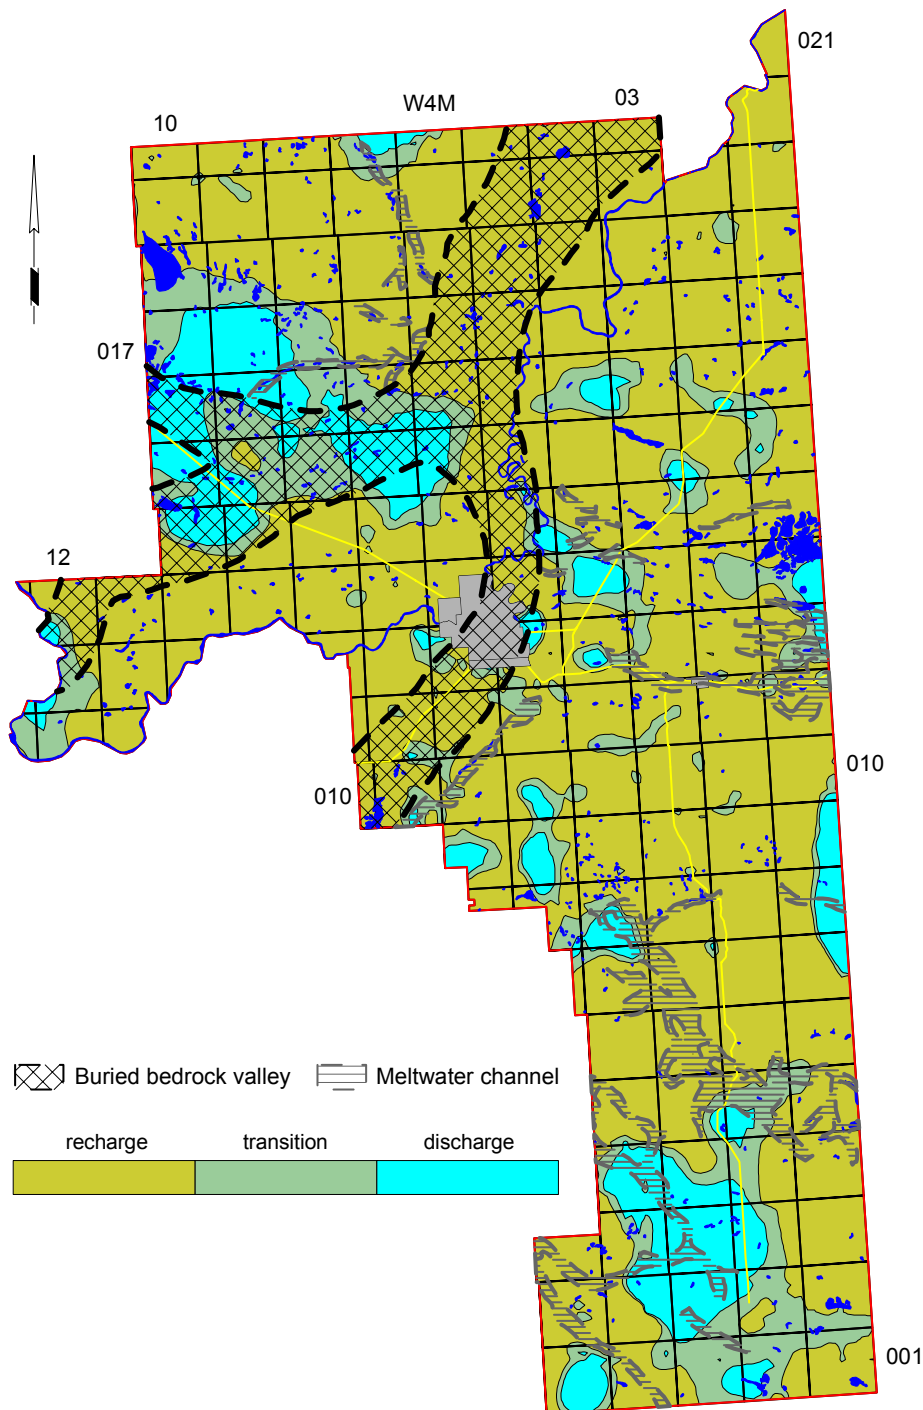 021
W4M
03
10
017
12
010
010
Buried bedrock valley
Meltwater channel
recharge
transition
discharge
001